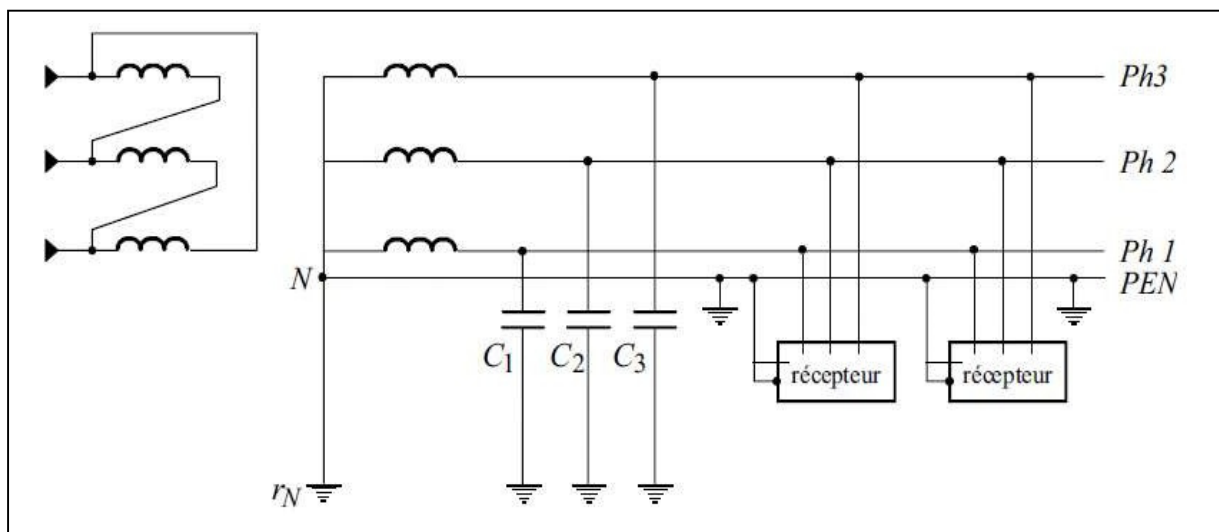 Ph3
Ph 2
Ph 1
N
PEN
C1 C2 C3
récepteur récepteur
rN